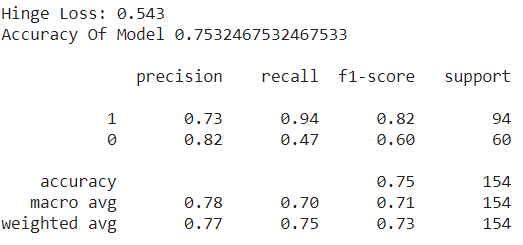 Hinge Loss: 0.543
Accuracy Of Model 0.7532467532467533
precision recall f1-score support
1 0.73 0.94 0.82 94
0 0.82 0.47 0.60 60
accuracy 0.75 154
macro avg 0.78 0.70 0.71 154
weighted avg 0.77 0.75 0.73 154